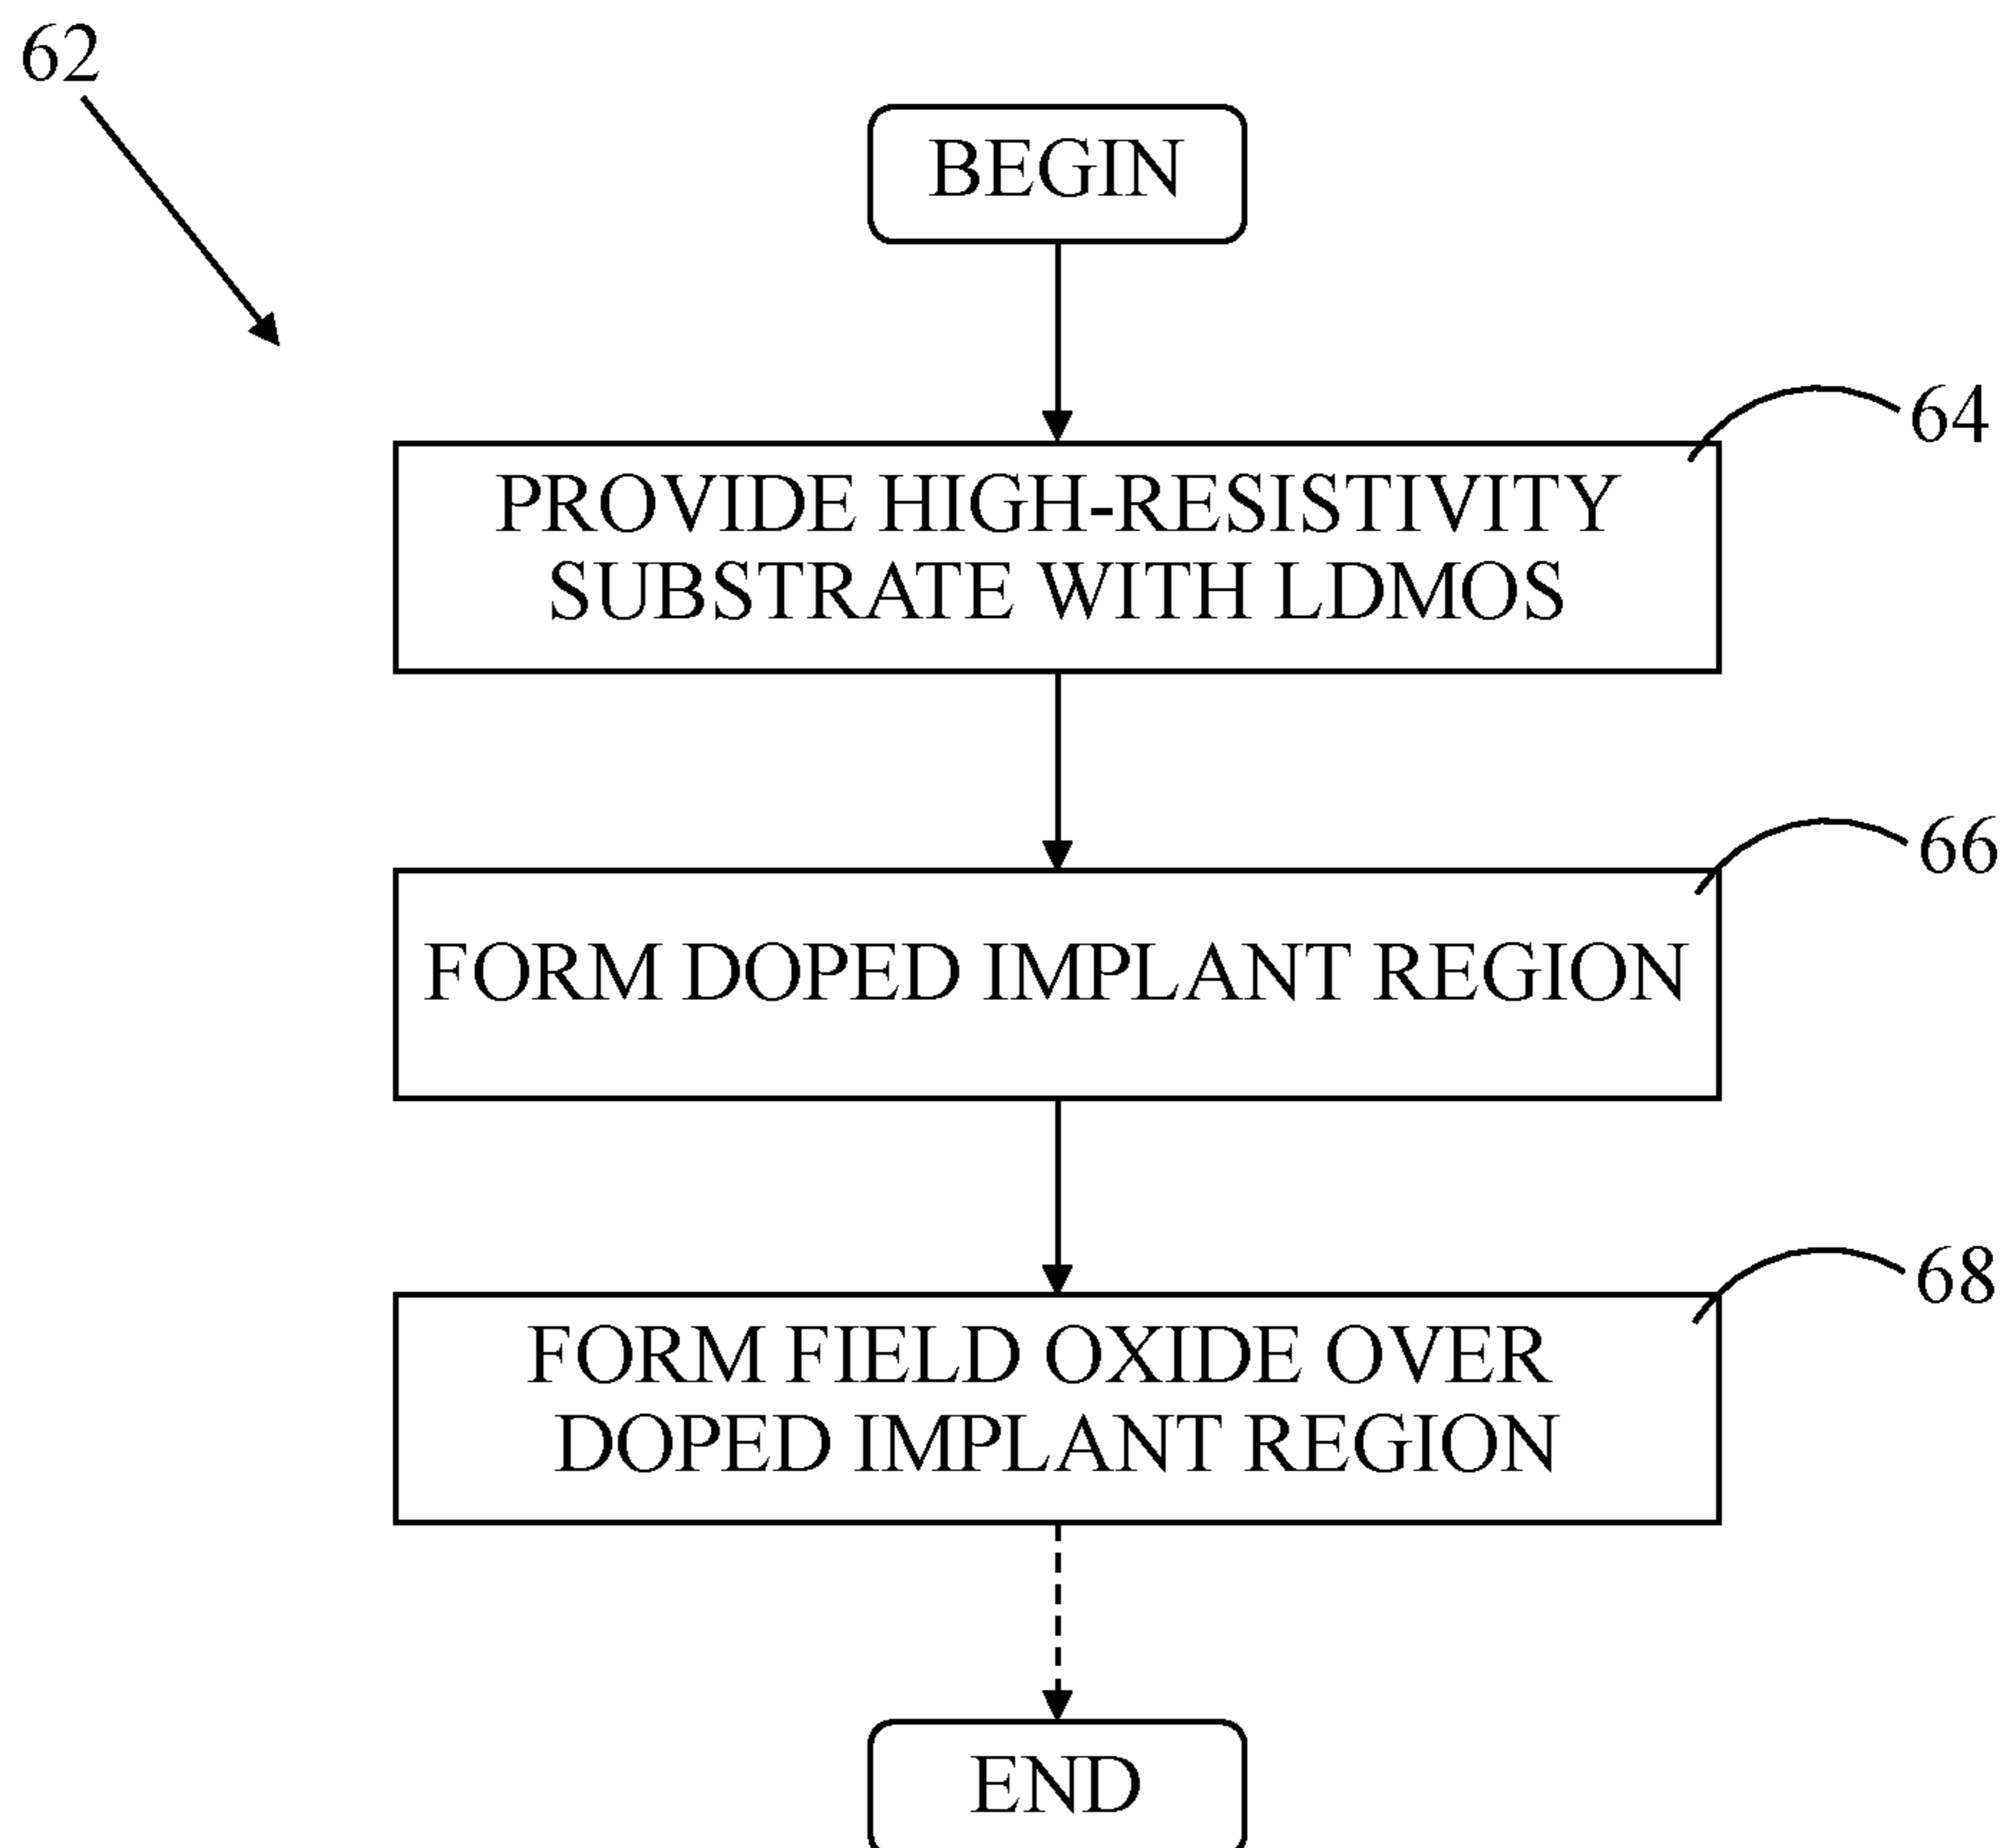 62
BEGIN
64
PROVIDE HIGH-RESISTIVITY
SUBSTRATE WITH LDMOS
66
FORM DOPED IMPLANT REGION
68
FORM FIELD OXIDE OVER
DOPED IMPLANT REGION
END